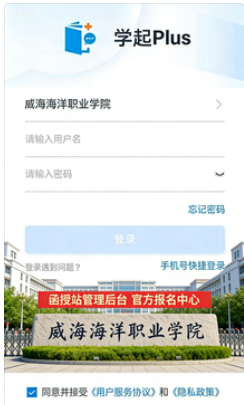 学起Plus
威海海洋职业学院
请输入用户名
请输入密码
忘记密码
登录
登录遇到问题？
手机号快捷登录
函授站管理后台 官方报名中心
威海海洋职业学院
同意并接受《用户服务协议》和《隐私政策》